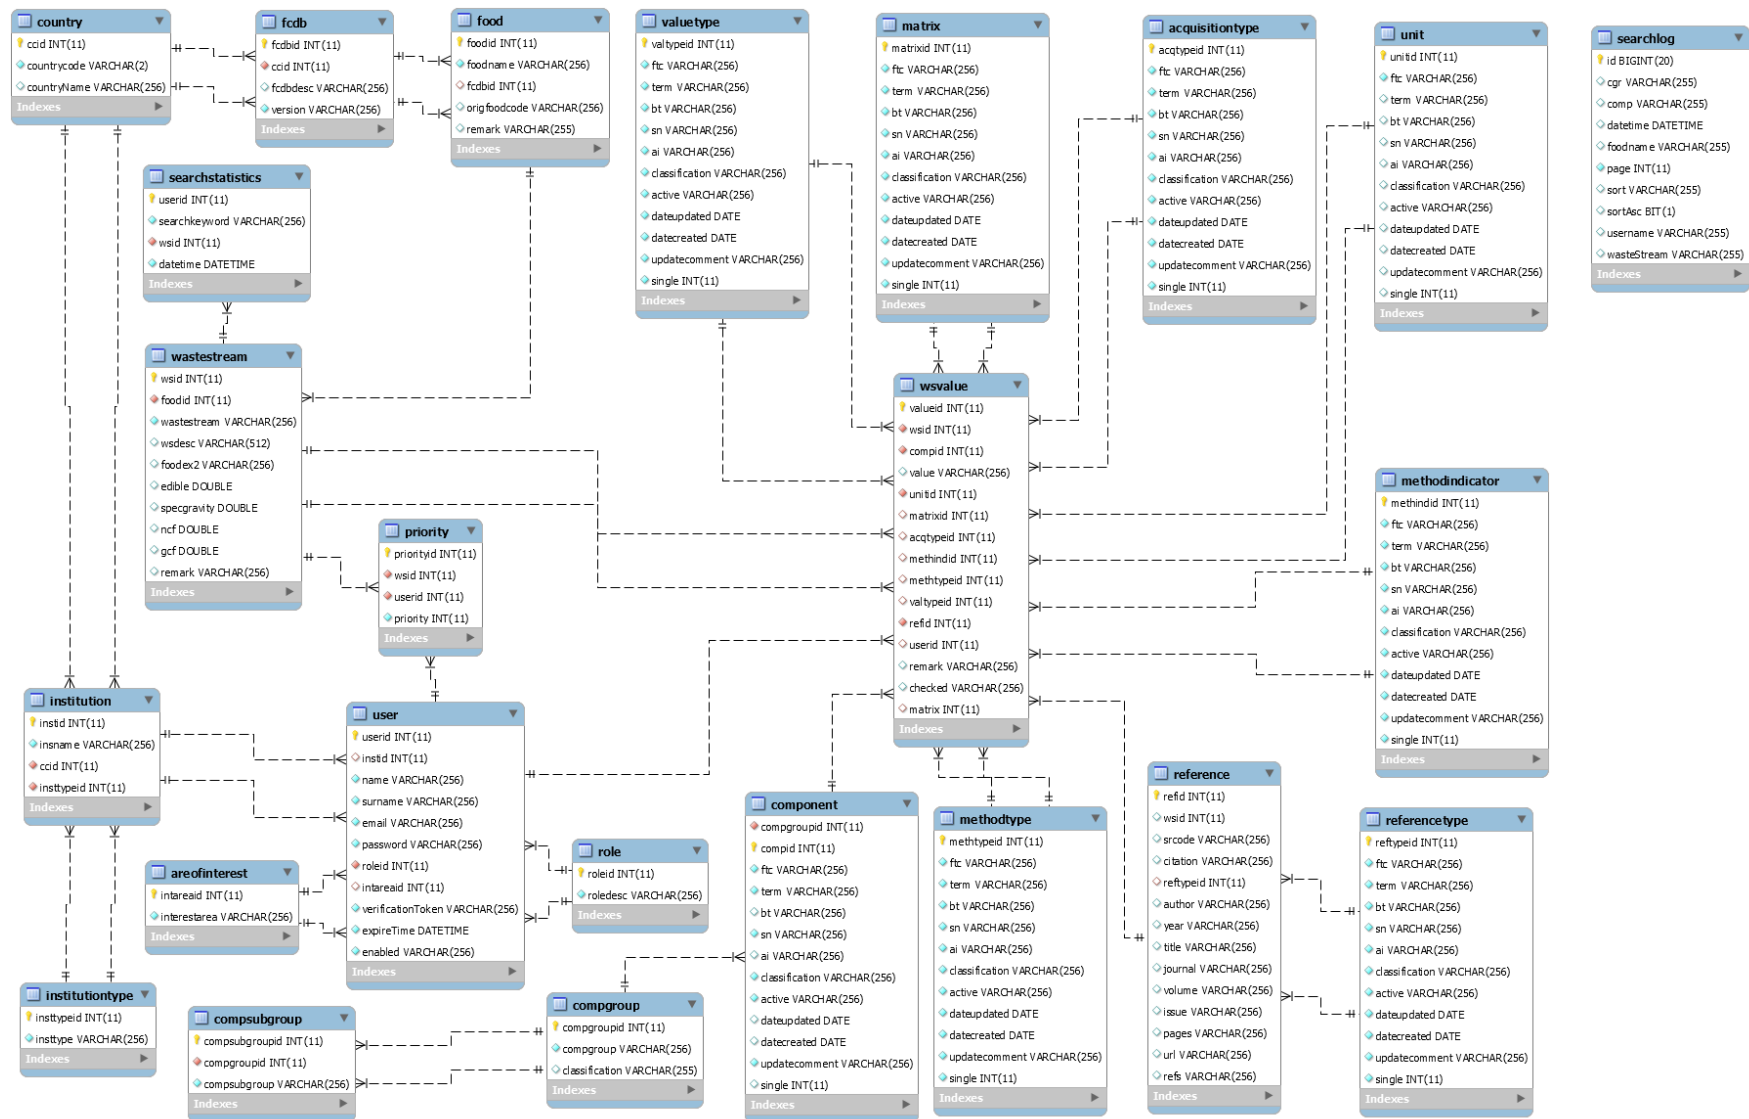 country
ccid INT(11)
countrycode VARCHAR(2)
countryName VARCHAR(256)
Indexes
fcdb
fcdbid INT(11)
ccid INT(11)
fcdbdesc VARCHAR(256)
version VARCHAR(256)
Indexes
food
foodid INT(11)
foodname VARCHAR(256)
fcdbid INT(11)
origfoodcode VARCHAR(256)
remark VARCHAR(255)
Indexes
valuetype
valtypeid INT(11)
ftc VARCHAR(256)
term VARCHAR(256)
bt VARCHAR(256)
sn VARCHAR(256)
ai VARCHAR(256)
classification VARCHAR(256)
active VARCHAR(256)
dateupdated DATE
datecreated DATE
updatecomment VARCHAR(256)
single INT(11)
Indexes
matrix
matrixid INT(11)
ftc VARCHAR(256)
term VARCHAR(256)
bt VARCHAR(256)
sn VARCHAR(256)
ai VARCHAR(256)
classification VARCHAR(256)
active VARCHAR(256)
dateupdated DATE
datecreated DATE
updatecomment VARCHAR(256)
single INT(11)
Indexes
acquisitiontype
acqtypeid INT(11)
ftc VARCHAR(256)
term VARCHAR(256)
bt VARCHAR(256)
sn VARCHAR(256)
ai VARCHAR(256)
classification VARCHAR(256)
active VARCHAR(256)
dateupdated DATE
datecreated DATE
updatecomment VARCHAR(256)
single INT(11)
Indexes
unit
unitid INT(11)
ftc VARCHAR(256)
term VARCHAR(256)
bt VARCHAR(256)
sn VARCHAR(256)
ai VARCHAR(256)
classification VARCHAR(256)
active VARCHAR(256)
dateupdated DATE
datecreated DATE
updatecomment VARCHAR(256)
single INT(11)
Indexes
searchlog
id BIGINT(20)
cgr VARCHAR(255)
comp VARCHAR(255)
datetime DATETIME
foodname VARCHAR(255)
page INT(11)
sort VARCHAR(255)
sortAsc BIT(1)
username VARCHAR(255)
wasteStream VARCHAR(255)
Indexes
searchstatistics
userid INT(11)
searchkeyword VARCHAR(256)
wsid INT(11)
datetime DATETIME
Indexes
wastestream
wsid INT(11)
foodid INT(11)
wastestream VARCHAR(256)
wsdesc VARCHAR(512)
foodex2 VARCHAR(256)
edible DOUBLE
specgravity DOUBLE
ncf DOUBLE
gcf DOUBLE
remark VARCHAR(256)
Indexes
priority
priorityid INT(11)
wsid INT(11)
userid INT(11)
priority INT(11)
Indexes
wsvalue
valueid INT(11)
wsid INT(11)
compid INT(11)
value VARCHAR(256)
unitid INT(11)
matrixid INT(11)
acqtypeid INT(11)
methindid INT(11)
methtypeid INT(11)
valtypeid INT(11)
refid INT(11)
userid INT(11)
remark VARCHAR(256)
checked VARCHAR(256)
matrix INT(11)
Indexes
methodindicator
methindid INT(11)
ftc VARCHAR(256)
term VARCHAR(256)
bt VARCHAR(256)
sn VARCHAR(256)
ai VARCHAR(256)
classification VARCHAR(256)
active VARCHAR(256)
dateupdated DATE
datecreated DATE
updatecomment VARCHAR(256)
single INT(11)
Indexes
institution
instid INT(11)
insname VARCHAR(256)
ccid INT(11)
insttypeid INT(11)
Indexes
user
userid INT(11)
instid INT(11)
name VARCHAR(256)
surname VARCHAR(256)
email VARCHAR(256)
password VARCHAR(256)
roleid INT(11)
intareaid INT(11)
verificationToken VARCHAR(256)
expireTime DATETIME
enabled VARCHAR(256)
Indexes
role
roleid INT(11)
roledesc VARCHAR(256)
Indexes
areofinterest
intareaid INT(11)
interestarea VARCHAR(256)
Indexes
institutiontype
insttypeid INT(11)
insttype VARCHAR(256)
Indexes
compsubgroup
compsubgroupid INT(11)
compgroupid INT(11)
compsubgroup VARCHAR(256)
Indexes
compgroup
compgroupid INT(11)
compgroup VARCHAR(256)
classification VARCHAR(255)
Indexes
component
compgroupid INT(11)
compid INT(11)
ftc VARCHAR(256)
term VARCHAR(256)
bt VARCHAR(256)
sn VARCHAR(256)
ai VARCHAR(256)
classification VARCHAR(256)
active VARCHAR(256)
dateupdated DATE
datecreated DATE
updatecomment VARCHAR(256)
single INT(11)
Indexes
methodtype
methtypeid INT(11)
ftc VARCHAR(256)
term VARCHAR(256)
bt VARCHAR(256)
sn VARCHAR(256)
ai VARCHAR(256)
classification VARCHAR(256)
active VARCHAR(256)
dateupdated DATE
datecreated DATE
updatecomment VARCHAR(256)
single INT(11)
Indexes
reference
refid INT(11)
wsid INT(11)
srcode VARCHAR(256)
citation VARCHAR(256)
reftypeid INT(11)
author VARCHAR(256)
year VARCHAR(256)
title VARCHAR(256)
journal VARCHAR(256)
volume VARCHAR(256)
issue VARCHAR(256)
pages VARCHAR(256)
url VARCHAR(256)
refs VARCHAR(256)
Indexes
referencetype
reftypeid INT(11)
ftc VARCHAR(256)
term VARCHAR(256)
bt VARCHAR(256)
sn VARCHAR(256)
ai VARCHAR(256)
classification VARCHAR(256)
active VARCHAR(256)
dateupdated DATE
datecreated DATE
updatecomment VARCHAR(256)
single INT(11)
Indexes